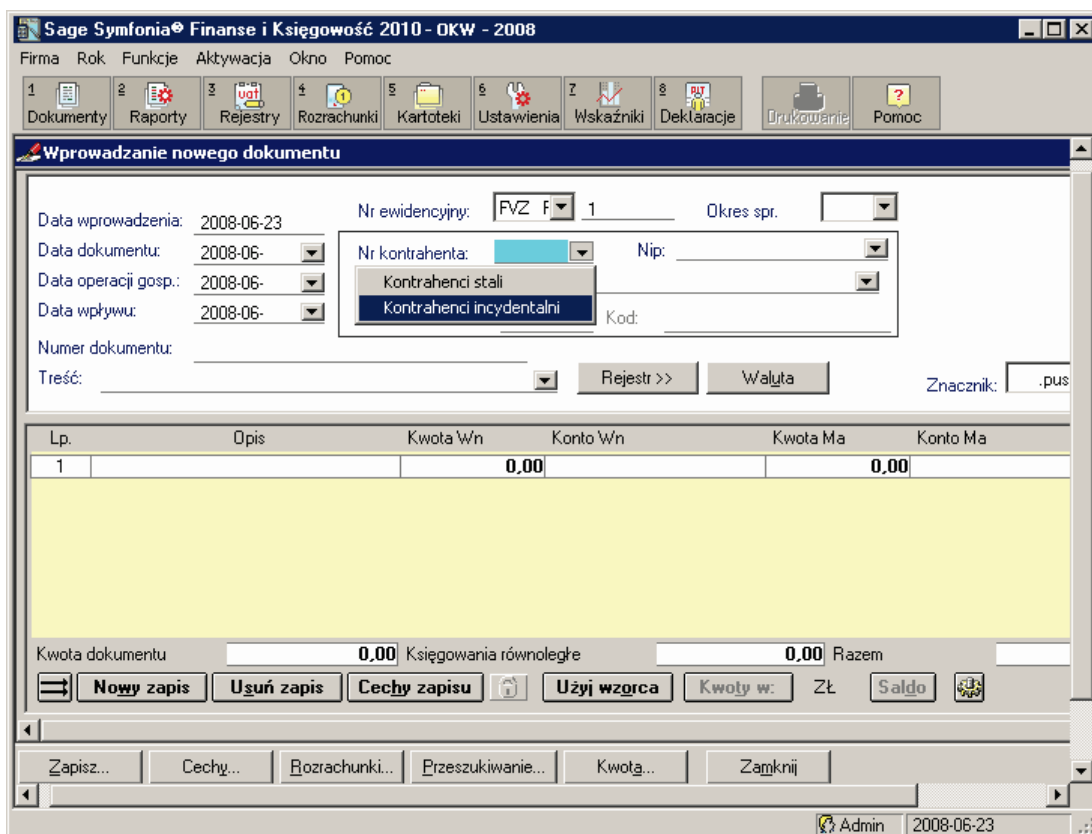 Sage Symfonia® Finanse i Księgowość 2010 - OKW - 2008
Firma Rok Funkcje Aktywacja Okno Pomoc
1 2 3 vat 4 5 6 7 8 PIT ?
Dokumenty Raporty Rejestry Rozrachunki Kartoteki Ustawienia Wskaźniki Deklaracje Drukowanie Pomoc
Wprowadzanie nowego dokumentu
Nr ewidencyjny: FVZ F 1 Okres spr.
Data wprowadzenia: 2008-06-23
Data dokumentu: 2008-06- Nr kontrahenta: Nip:
Data operacji gosp.: 2008-06- Kontrahenci stali
Data wpływu: 2008-06- Kontrahenci incydentalni Kod:
Numer dokumentu:
Treść: Rejestr >> Waluta Znacznik: .pus
Lp. Opis Kwota Wn Konto Wn Kwota Ma Konto Ma
1 0,00 0,00
Kwota dokumentu 0,00 Księgowania równoległe 0,00 Razem
Nowy zapis Usuń zapis Cechy zapisu Użyj wzorca Kwoty w: ZŁ Saldo
Zapisz... Cechy... Rozrachunki... Przeszukiwanie... Kwota... Zamknij
Admin 2008-06-23